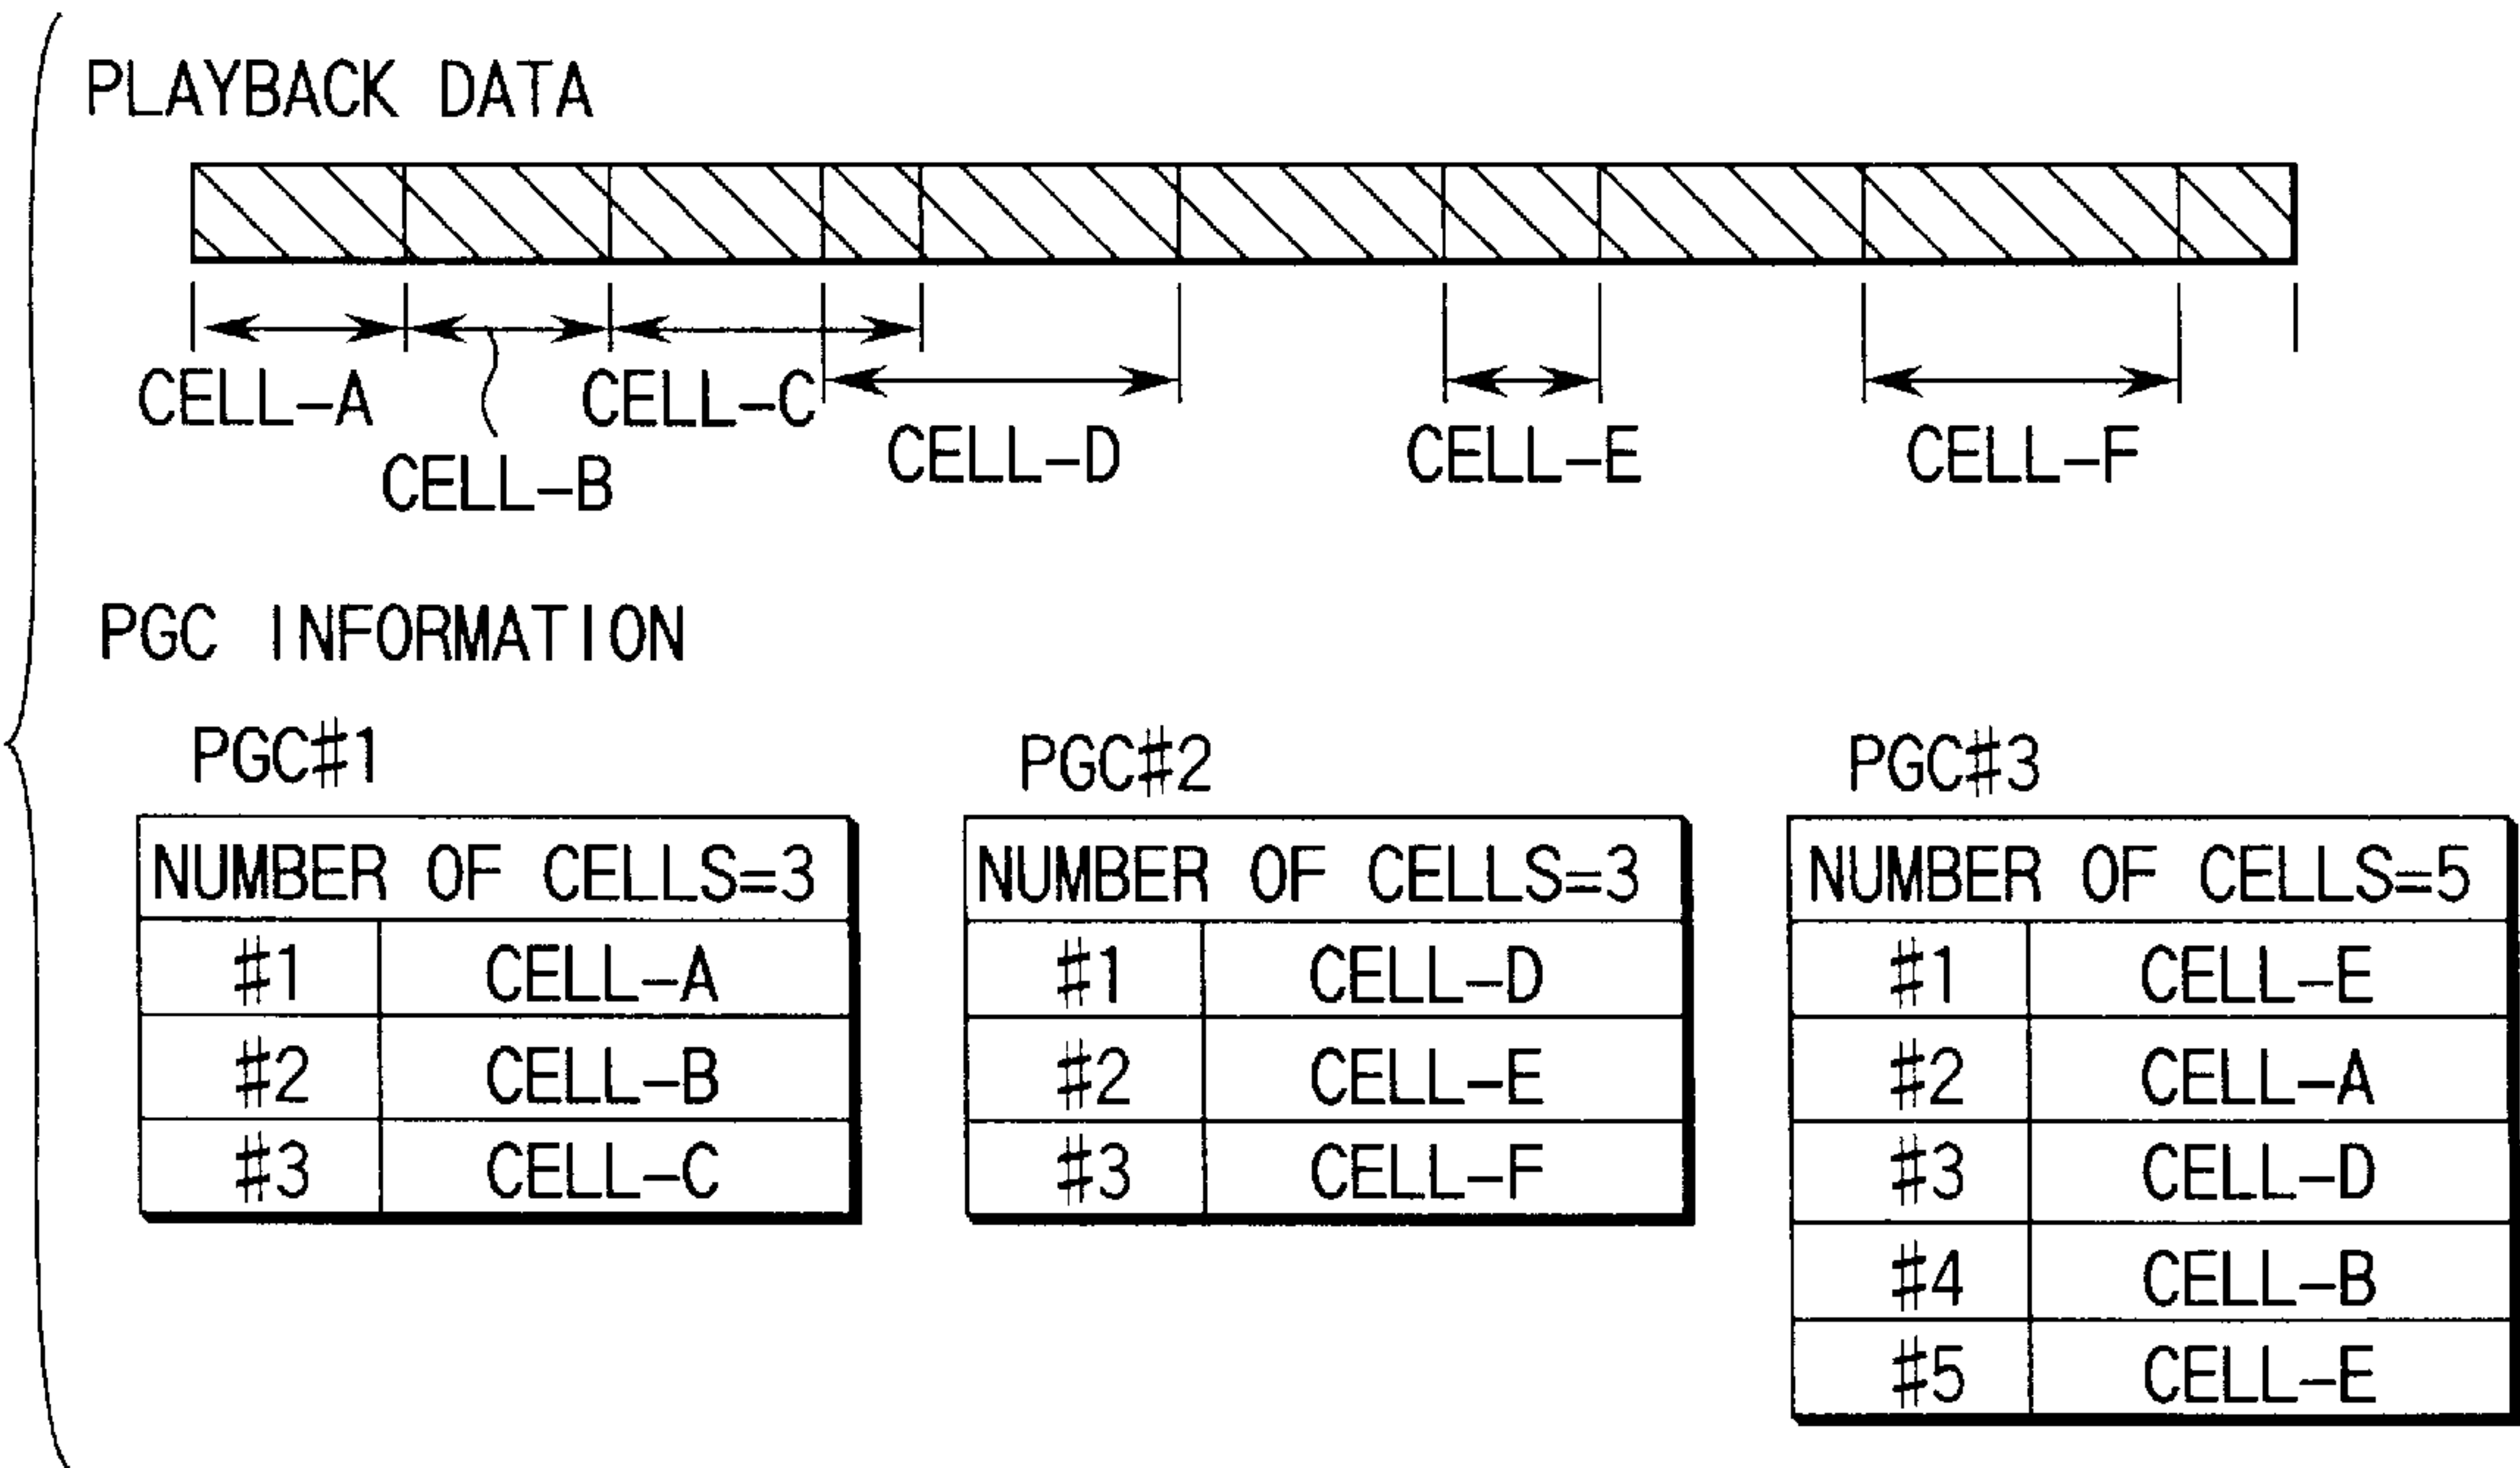 PLAYBACK DATA
CELL-A
CELL-B
CELL-C
CELL-D
CELL-E
CELL-F
PGC INFORMATION
PGC#1
NUMBER OF CELLS=3
#1 CELL-A
#2 CELL-B
#3 CELL-C
PGC#2
NUMBER OF CELLS=3
#1 CELL-D
#2 CELL-E
#3 CELL-F
PGC#3
NUMBER OF CELLS=5
#1 CELL-E
#2 CELL-A
#3 CELL-D
#4 CELL-B
#5 CELL-E